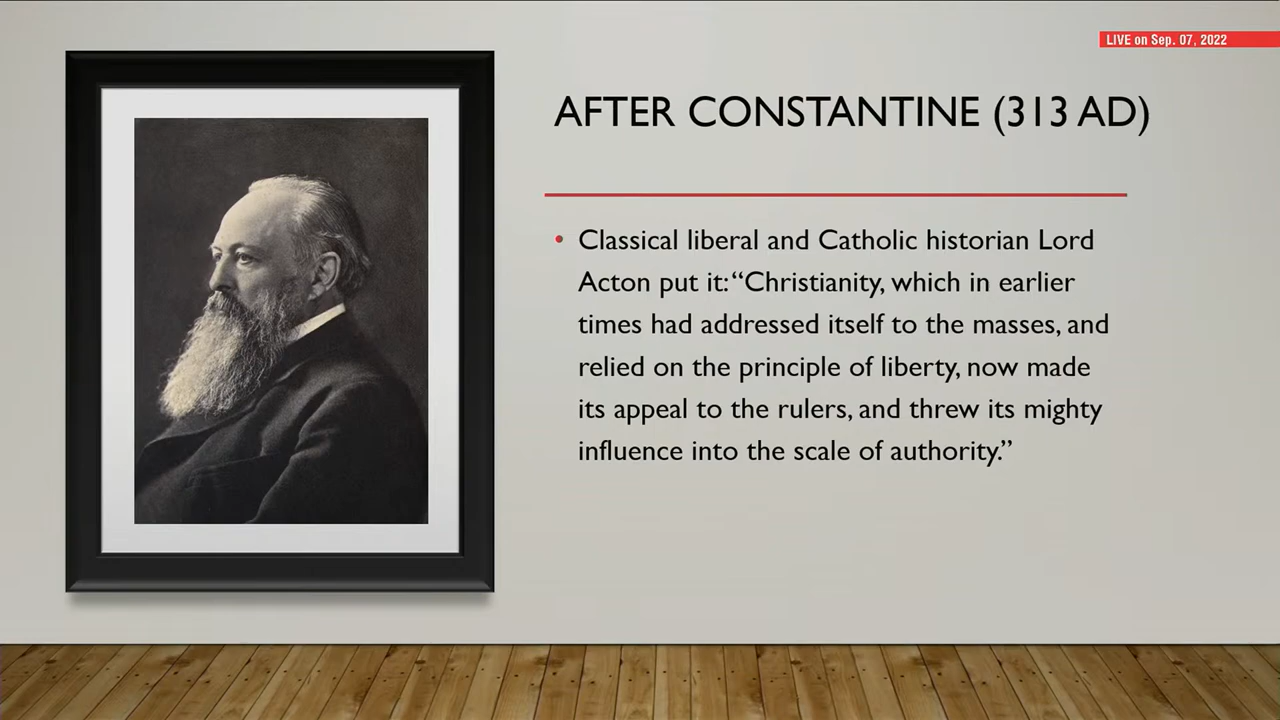 LIVE on Sep. 07, 2022
AFTER CONSTANTINE (313 AD)
• Classical liberal and Catholic historian Lord
Acton put it: “Christianity, which in earlier
times had addressed itself to the masses, and
relied on the principle of liberty, now made
its appeal to the rulers, and threw its mighty
influence into the scale of authority.”